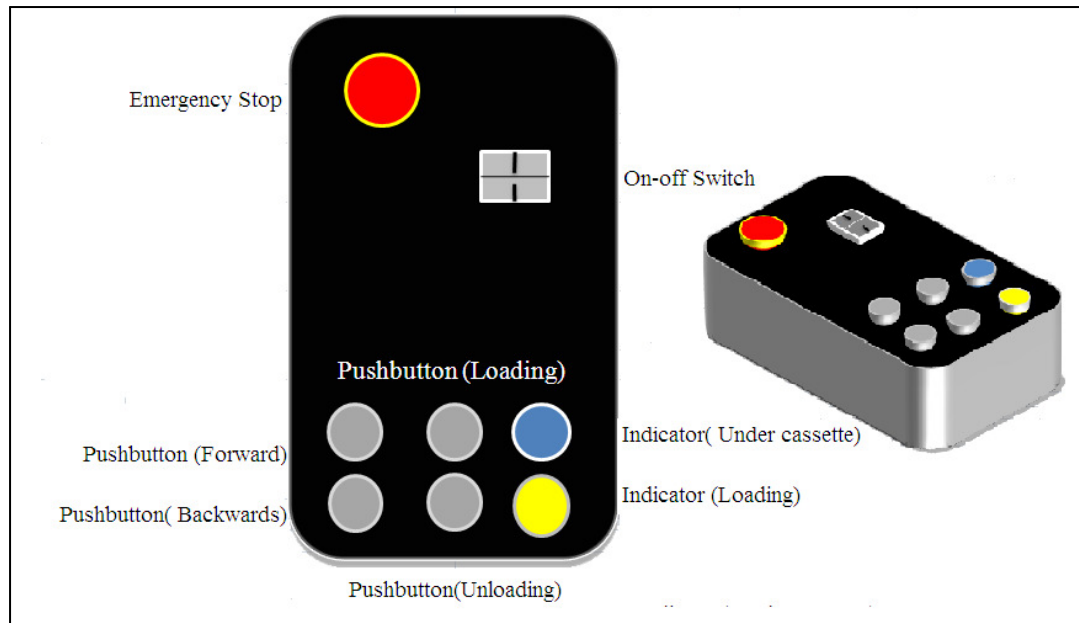 Emergency Stop
On-off Switch
Pushbutton (Loading)
Pushbutton (Forward)
Indicator( Under cassette)
Pushbutton( Backwards)
Indicator (Loading)
Pushbutton(Unloading)